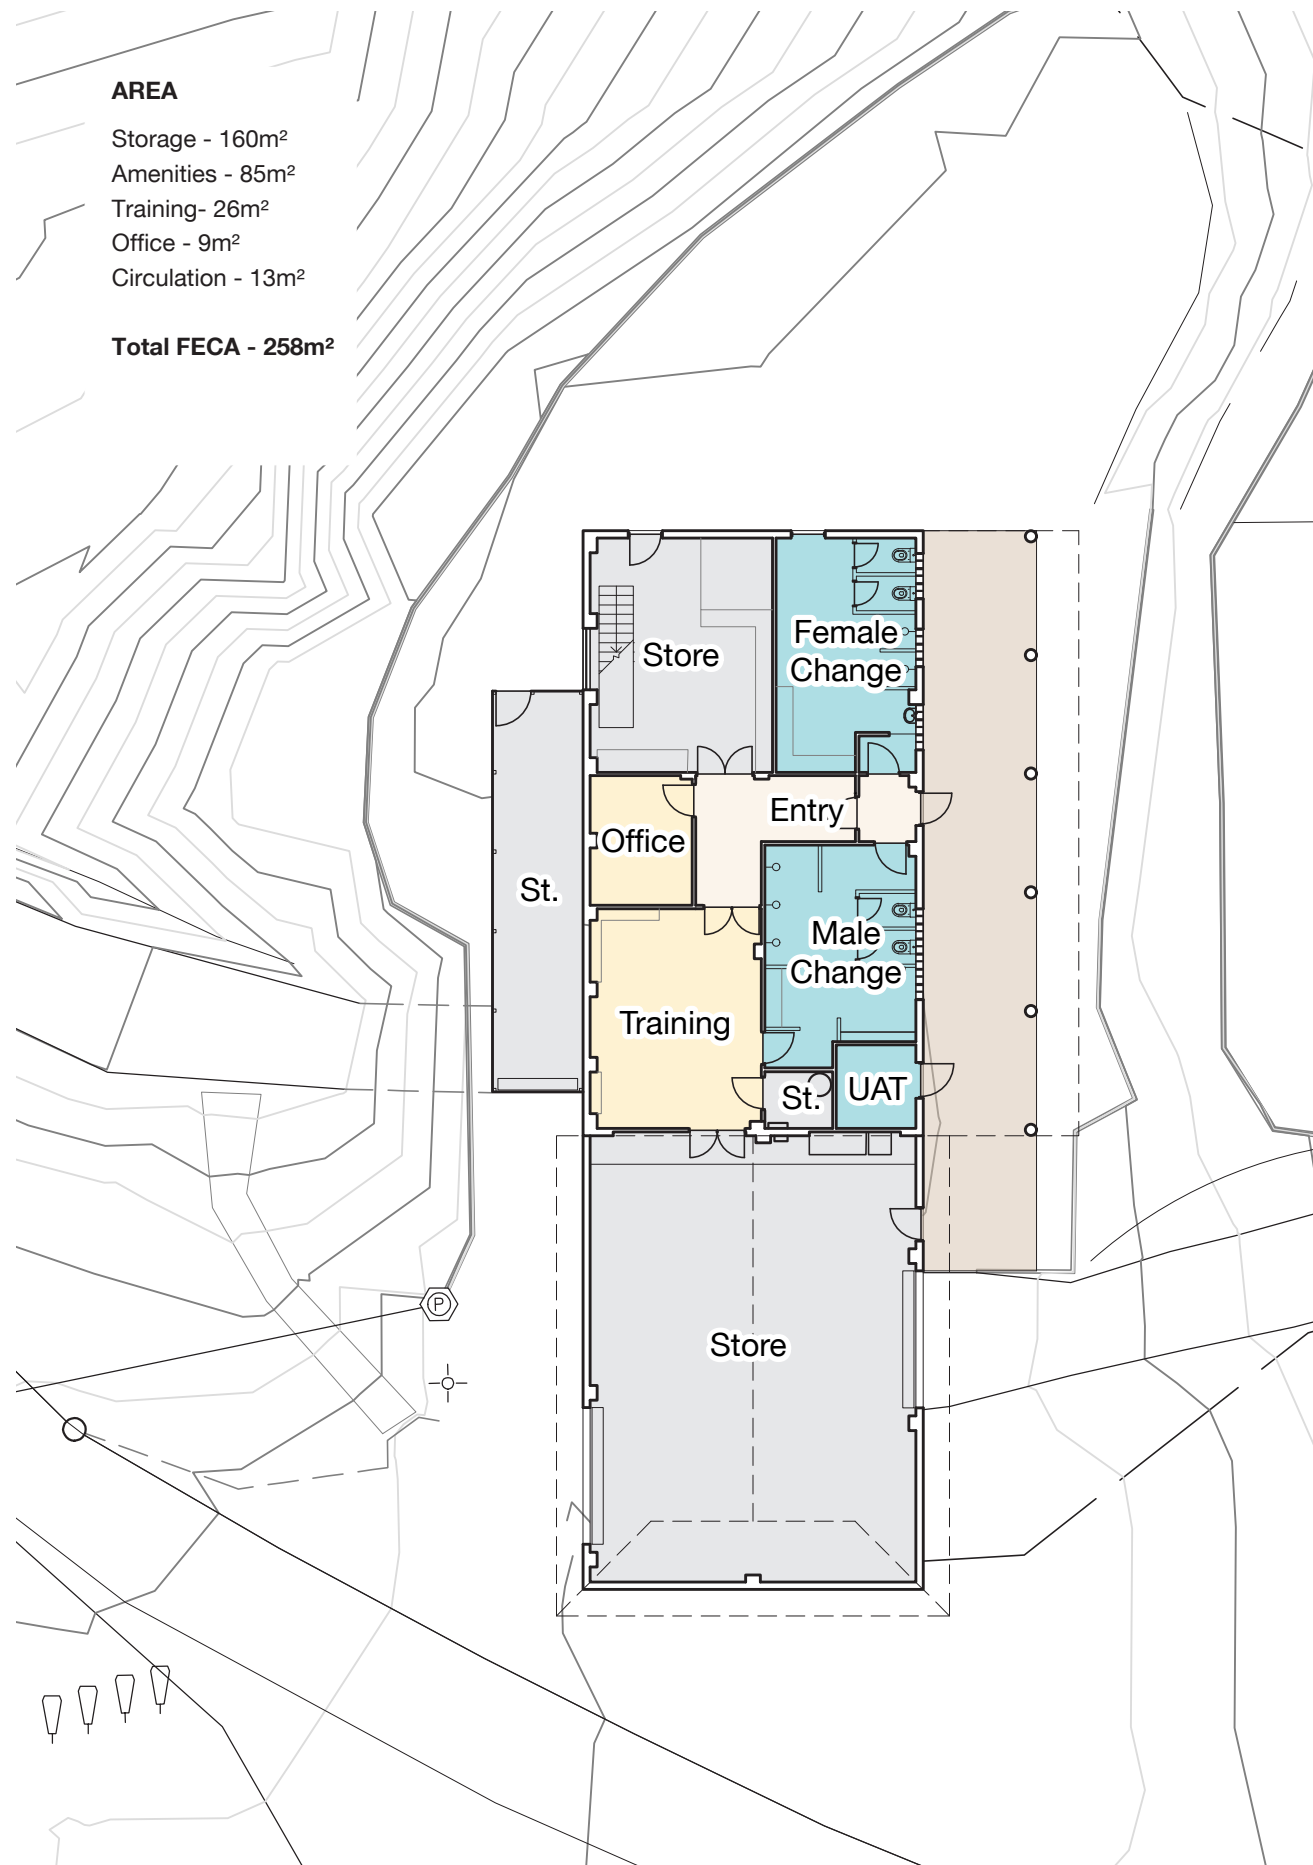 AREA
Storage - 160m²
Amenities - 85m²
Training- 26m²
Office - 9m²
Circulation - 13m²
Total FECA - 258m²
Store
Female
Change
Entry
Office
St.
Male
Change
Training
St.
UAT
P
Store